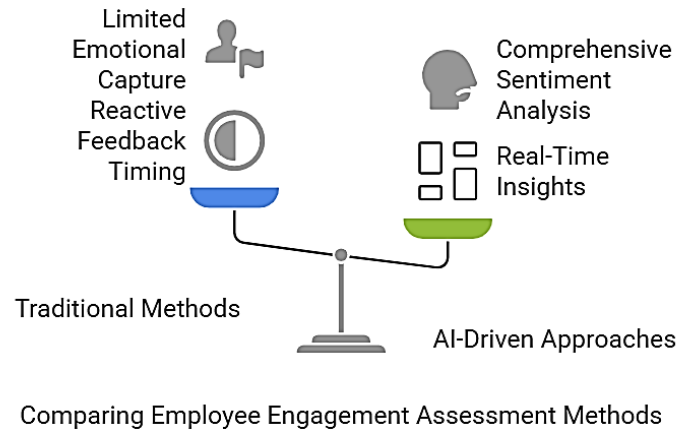 Limited
Emotional
Capture
Reactive
Feedback
Timing
Comprehensive
Sentiment
Analysis
Real-Time
Insights
Traditional Methods
AI-Driven Approaches
Comparing Employee Engagement Assessment Methods